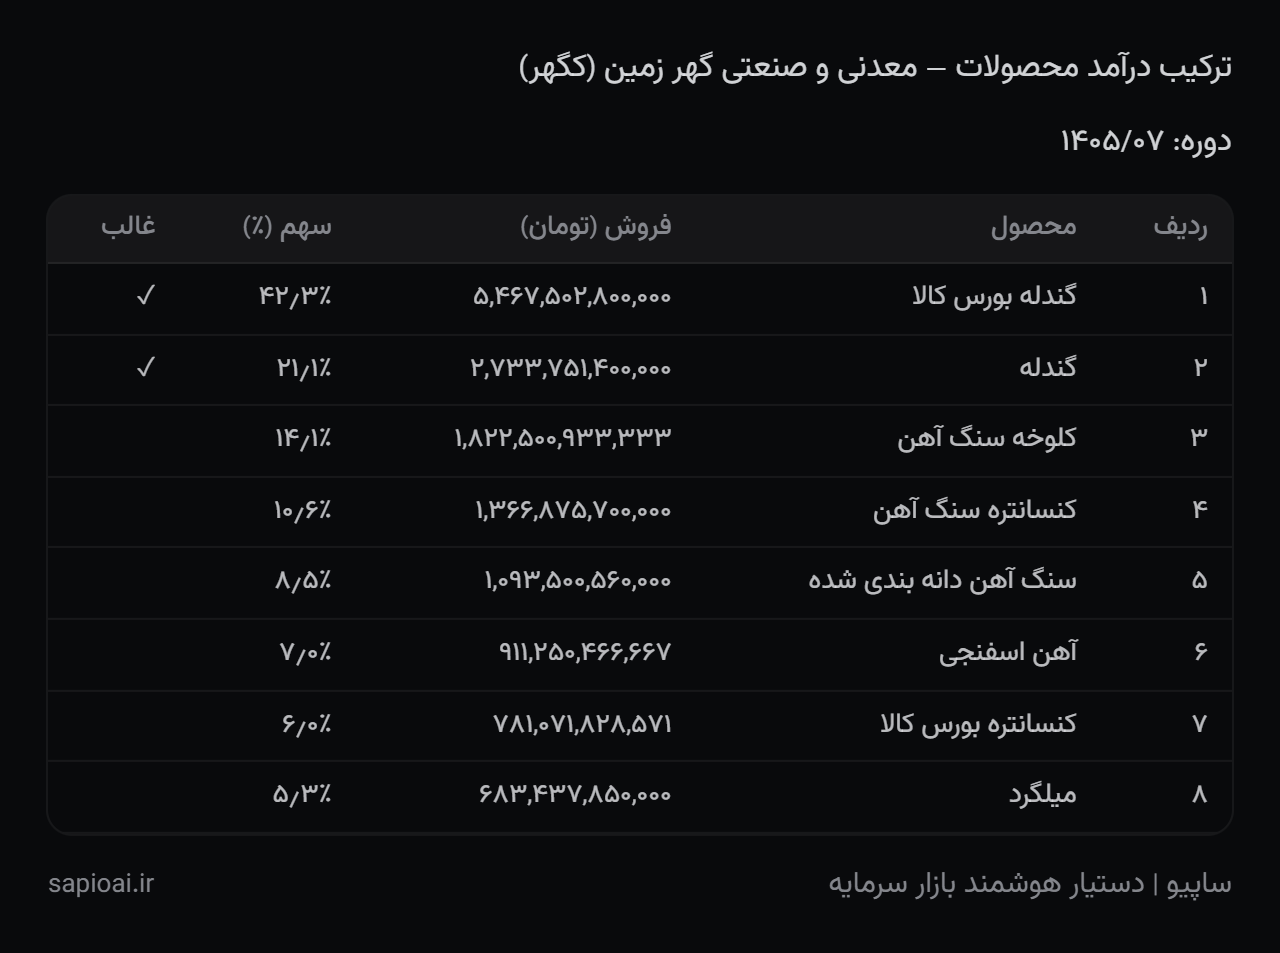 ترکیب درآمد محصولات – معدنی و صنعتی گهر زمین (کگهر)
دوره: ۱۴۰۵/۰۷
ردیف محصول فروش (تومان) سهم (٪) غالب
۱ گندله بورس کالا ۵,۴۶۷,۵۰۲,۸۰۰,۰۰۰ ۴۲٫۳٪ ✓
۲ گندله ۲,۷۳۳,۷۵۱,۴۰۰,۰۰۰ ۲۱٫۱٪ ✓
۳ کلوخه سنگ آهن ۱,۸۲۲,۵۰۰,۹۳۳,۳۳۳ ۱۴٫۱٪
۴ کنسانتره سنگ آهن ۱,۳۶۶,۸۷۵,۷۰۰,۰۰۰ ۱۰٫۶٪
۵ سنگ آهن دانه بندی شده ۱,۰۹۳,۵۰۰,۵۶۰,۰۰۰ ۸٫۵٪
۶ آهن اسفنجی ۹۱۱,۲۵۰,۴۶۶,۶۶۷ ۷٫۰٪
۷ کنسانتره بورس کالا ۷۸۱,۰۷۱,۸۲۸,۵۷۱ ۶٫۰٪
۸ میلگرد ۶۸۳,۴۳۷,۸۵۰,۰۰۰ ۵٫۳٪
ساپیو | دستیار هوشمند بازار سرمایه
sapioai.ir